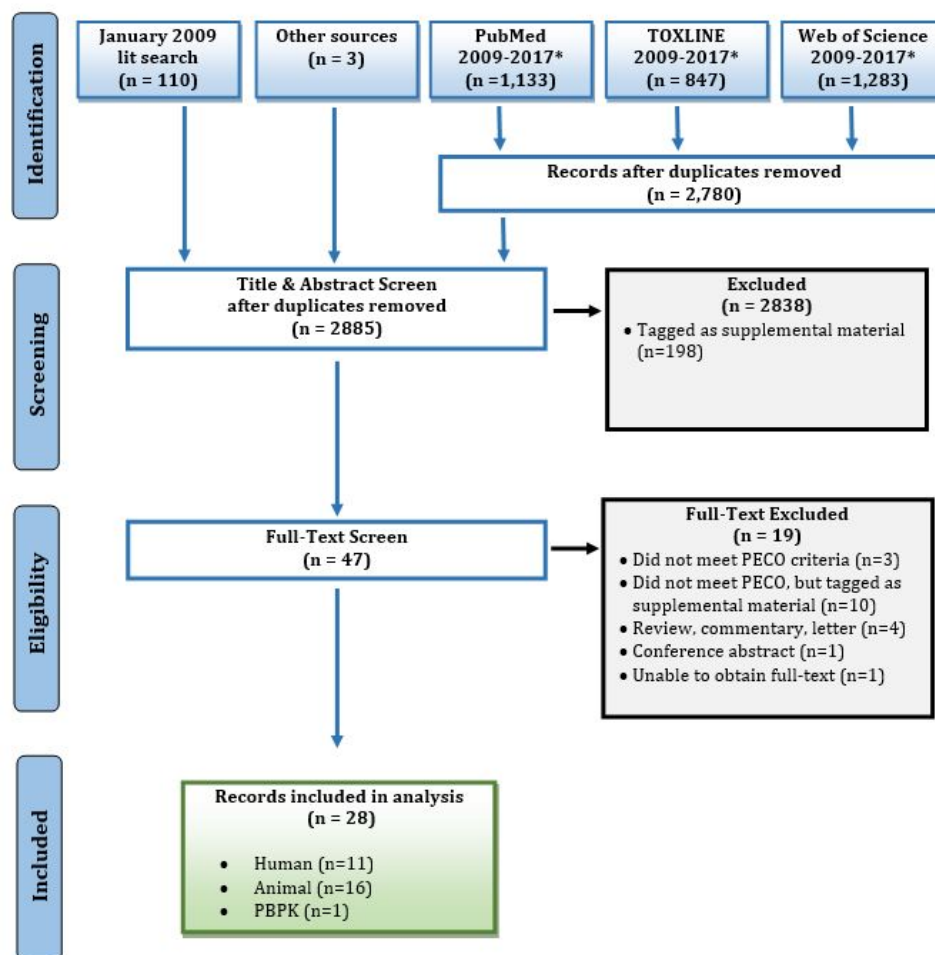 Identification
January 2009
lit search
(n = 110)
Other sources
(n = 3)
PubMed
2009-2017*
(n =1,133)
TOXLINE
2009-2017*
(n = 847)
Web of Science
2009-2017*
(n =1,283)
Records after duplicates removed
(n = 2,780)
Screening
Title & Abstract Screen
after duplicates removed
(n = 2885)
Excluded
(n = 2838)
• Tagged as supplemental material
(n=198)
Eligibility
Full-Text Screen
(n = 47)
Full-Text Excluded
(n = 19)
• Did not meet PECO criteria (n=3)
• Did not meet PECO, but tagged as
supplemental material (n=10)
• Review, commentary, letter (n=4)
• Conference abstract (n=1)
• Unable to obtain full-text (n=1)
Included
Records included in analysis
(n = 28)
• Human (n=11)
• Animal (n=16)
• PBPK (n=1)